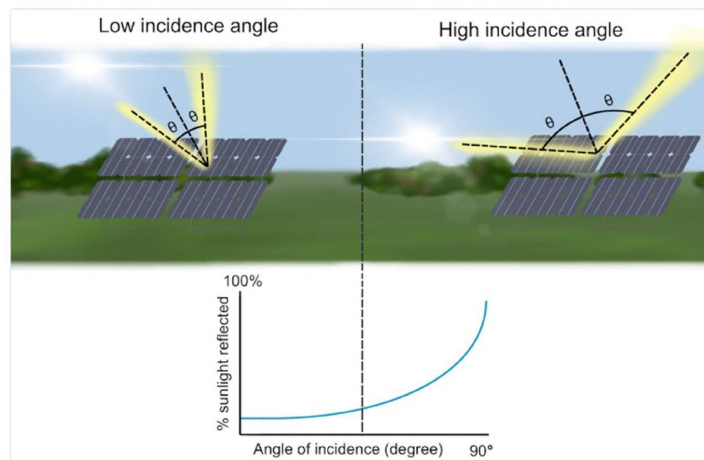 Low incidence angle
High incidence angle
θ θ
θ
100%
% sunlight reflected
Angle of incidence (degree) 90°